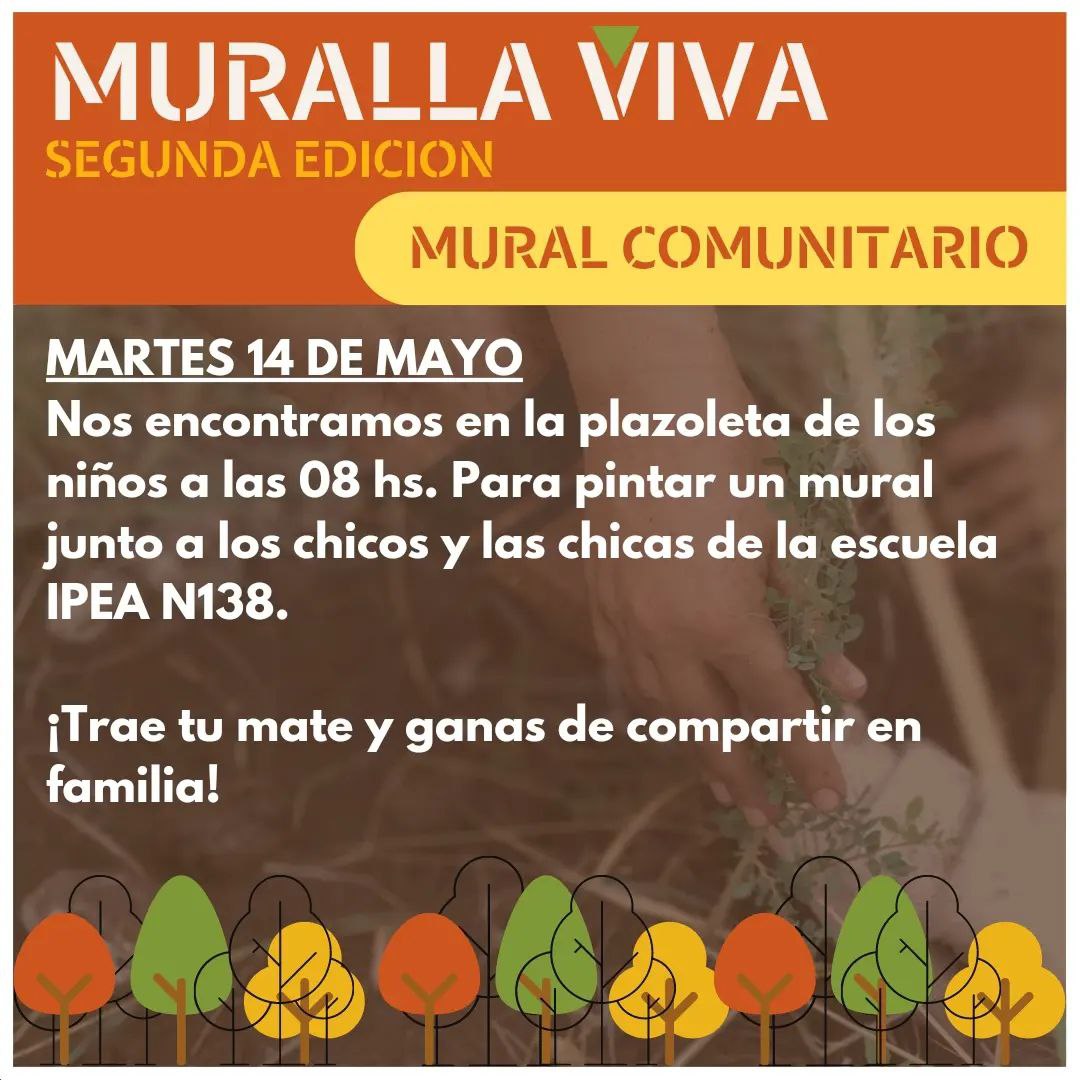 MURALLA VIVA
SEGUNDA EDICION
MURAL COMUNITARIO
MARTES 14 DE MAYO
Nos encontramos en la plazoleta de los
niños a las 08 hs. Para pintar un mural
junto a los chicos y las chicas de la escuela
IPEA N138.
¡Trae tu mate y ganas de compartir en
familia!